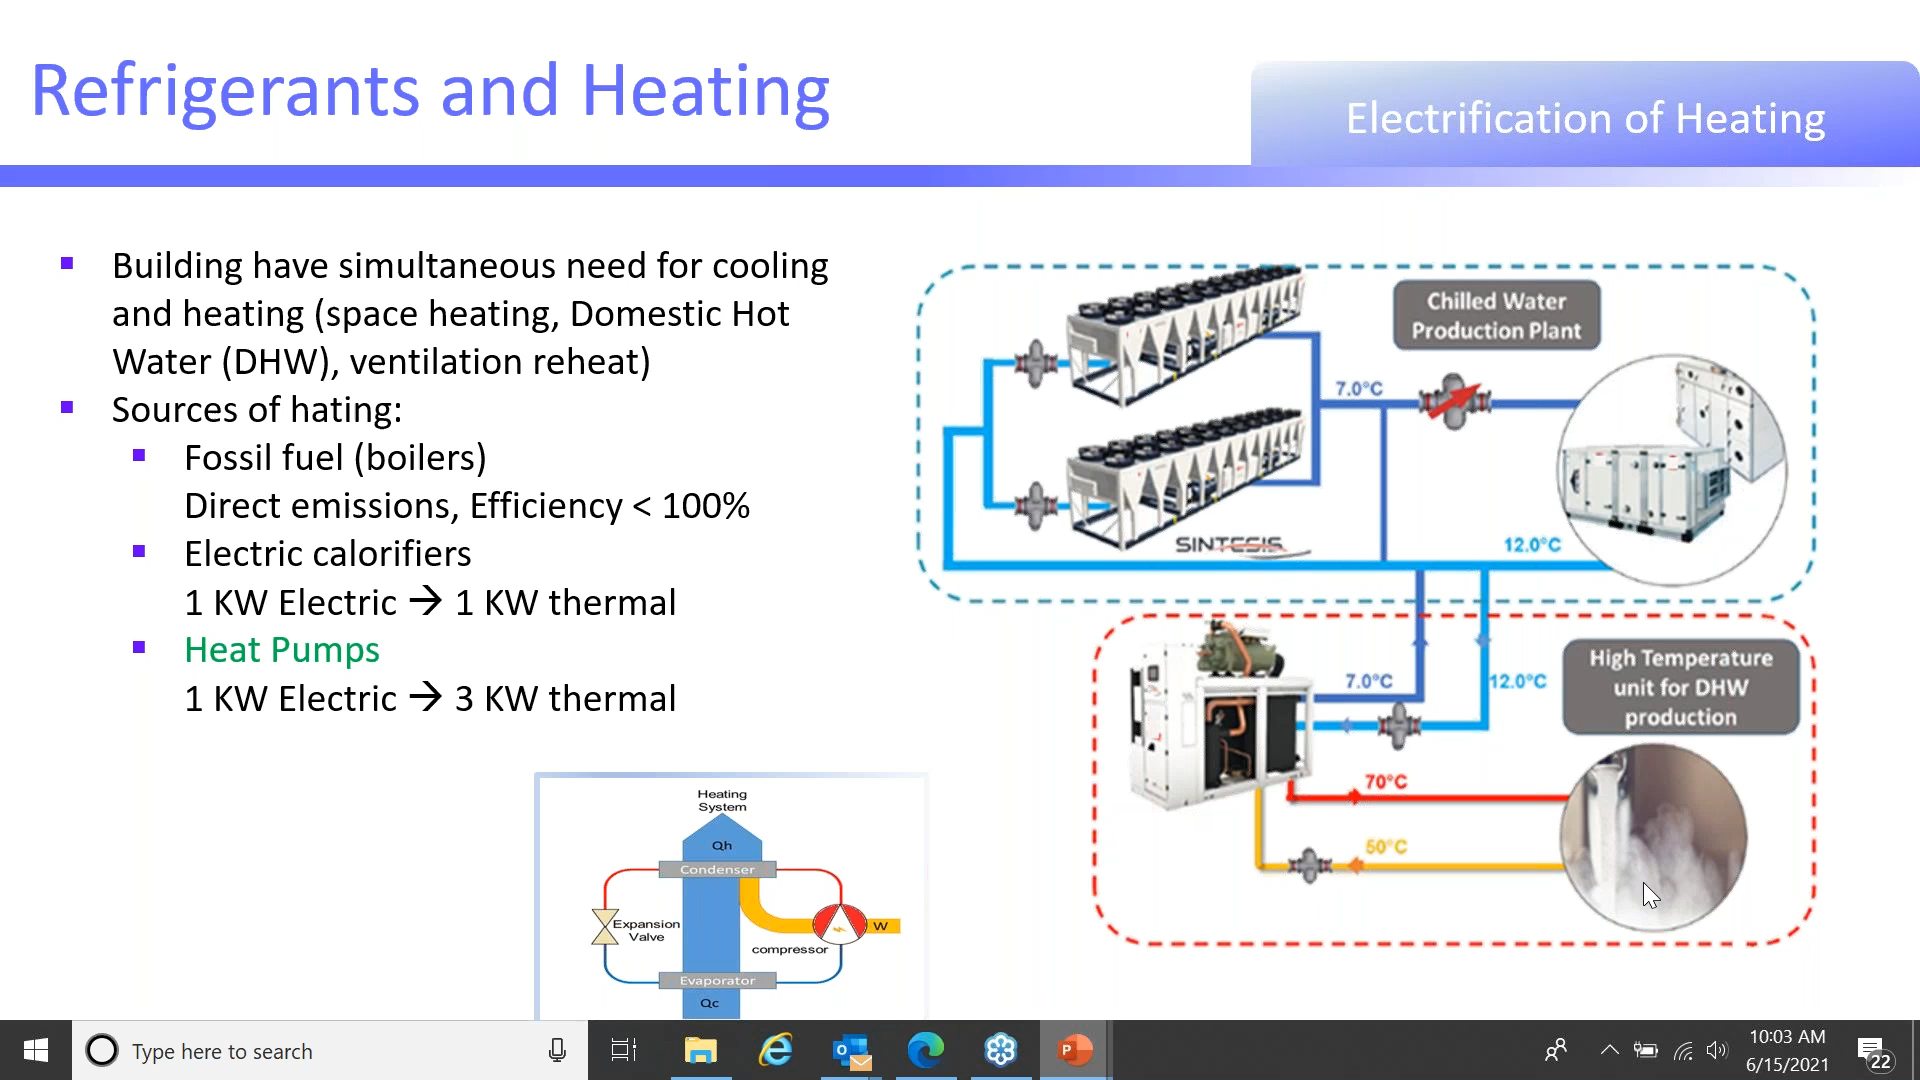 Refrigerants and Heating
Electrification of Heating
Building have simultaneous need for cooling
and heating (space heating, Domestic Hot
Water (DHW), ventilation reheat)
Sources of hating:
Fossil fuel (boilers)
Direct emissions, Efficiency < 100%
Electric calorifiers
1 KW Electric → 1 KW thermal
Heat Pumps
1 KW Electric → 3 KW thermal
Chilled Water
Production Plant
7.0°C
SINTESIS
12.0°C
7.0°C
12.0°C
High Temperature
unit for DHW
production
70°C
50°C
Heating
System
Qh
Condenser
Expansion
Valve
W
compressor
Evaporator
Qc
Type here to search
10:03 AM
6/15/2021
22